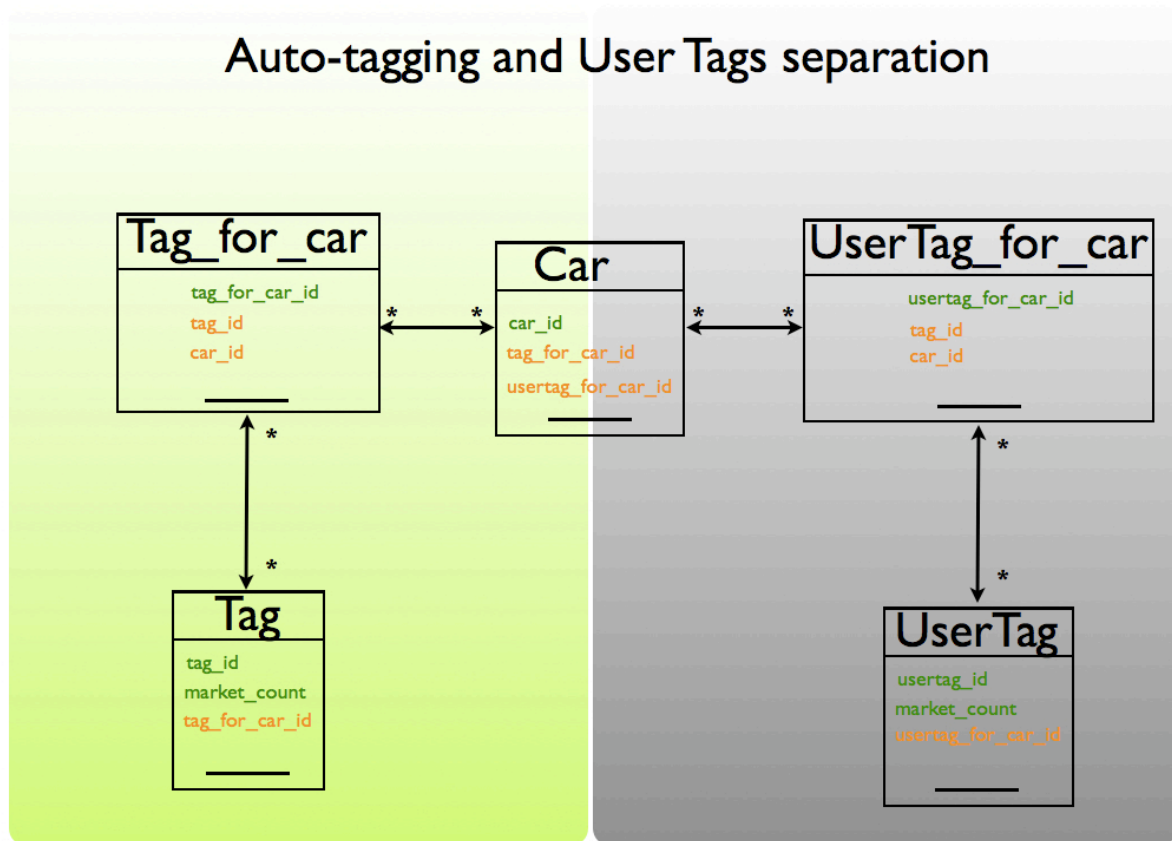 Auto-tagging and User Tags separation
Tag_for_car
tag_for_car_id
tag_id
car_id
*
*
Car
car_id
tag_for_car_id
usertag_for_car_id
*
*
UserTag_for_car
usertag_for_car_id
tag_id
car_id
*
*
Tag
tag_id
market_count
tag_for_car_id
*
*
UserTag
usertag_id
market_count
usertag_for_car_id